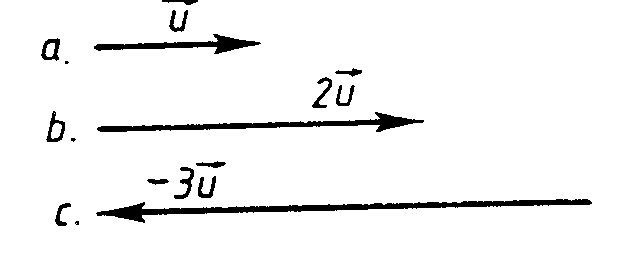 a. u⃗
b. 2u⃗
c. -3u⃗